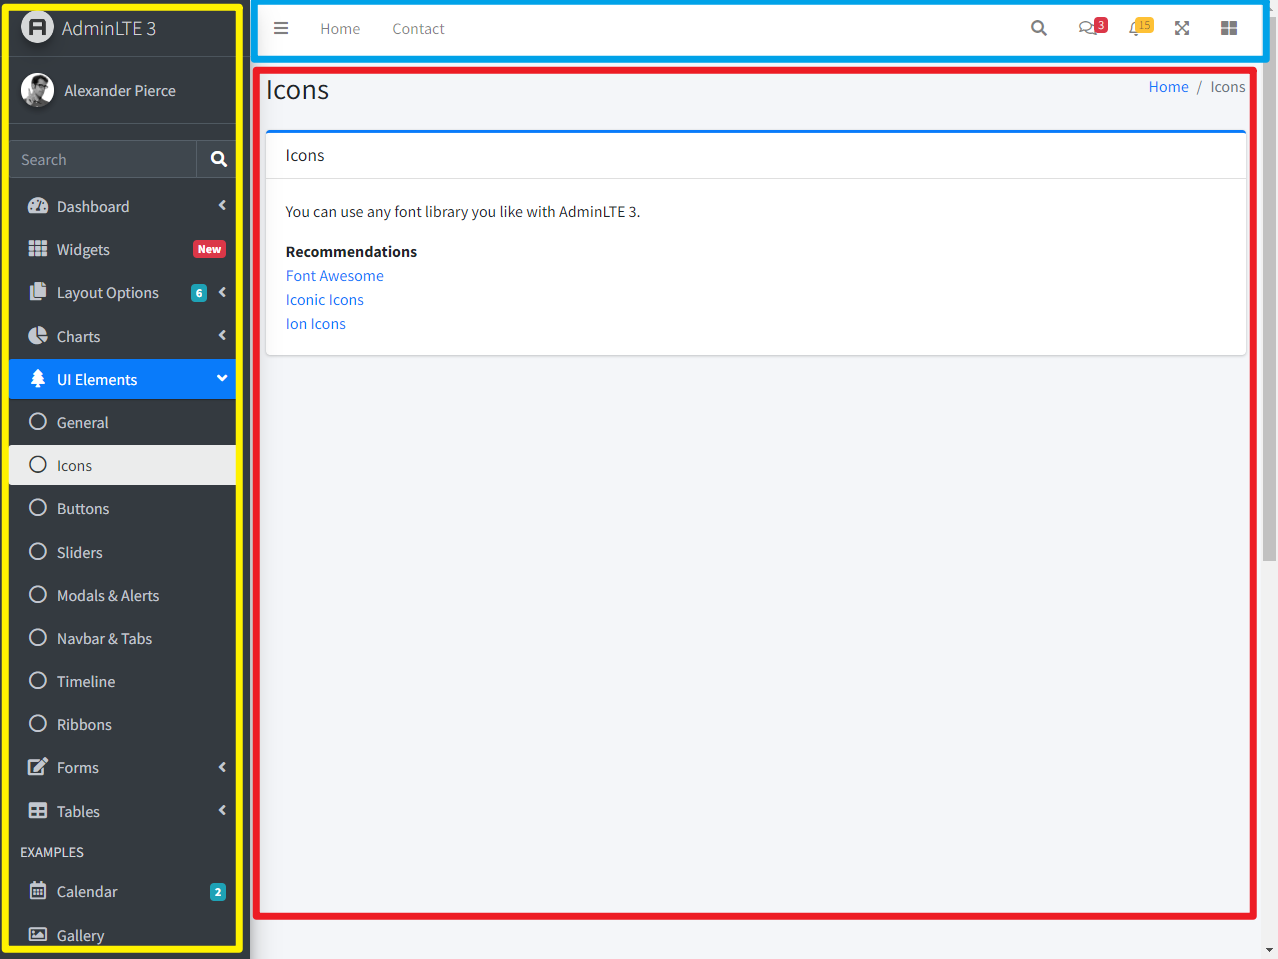 AdminLTE 3
Alexander Pierce
Search
Dashboard
Widgets New
Layout Options 6
Charts
UI Elements
General
Icons
Buttons
Sliders
Modals & Alerts
Navbar & Tabs
Timeline
Ribbons
Forms
Tables
EXAMPLES
Calendar 2
Gallery
Home Contact 3 15
Icons Home / Icons
Icons
You can use any font library you like with AdminLTE 3.
Recommendations
Font Awesome
Iconic Icons
Ion Icons